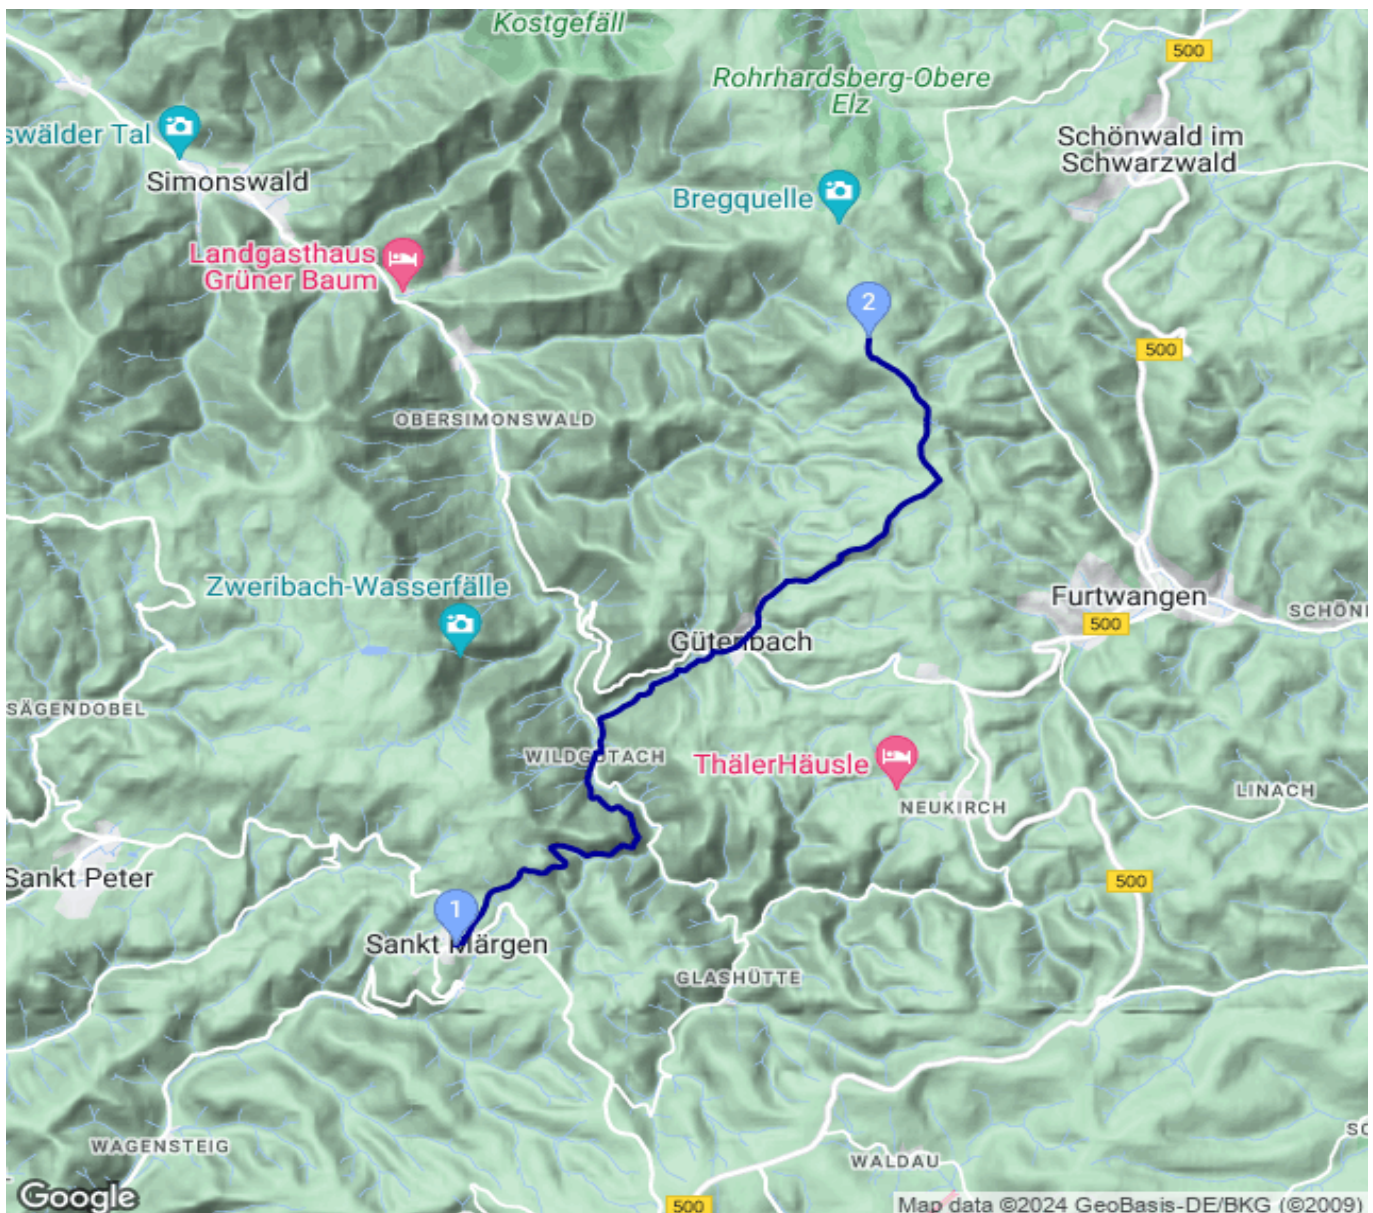 Kostgefäll
500
Rohrhardsberg-Obere
Elz
swälder Tal
Schönwald im
Schwarzwald
Simonswald
Bregquelle
Landgasthaus
Grüner Baum
2
500
OBERSIMONSWALD
Zweribach-Wasserfälle
Furtwangen
SCHÖN
500
Gütenbach
SÄGENDOBEL
WILDGUTACH
ThälerHäusle
LINACH
NEUKIRCH
Sankt Peter
500
1
Sankt Märgen
GLASHÜTTE
WAGENSTEIG
SC
WALDAU
Google
500
Map data ©2024 GeoBasis-DE/BKG (©2009)